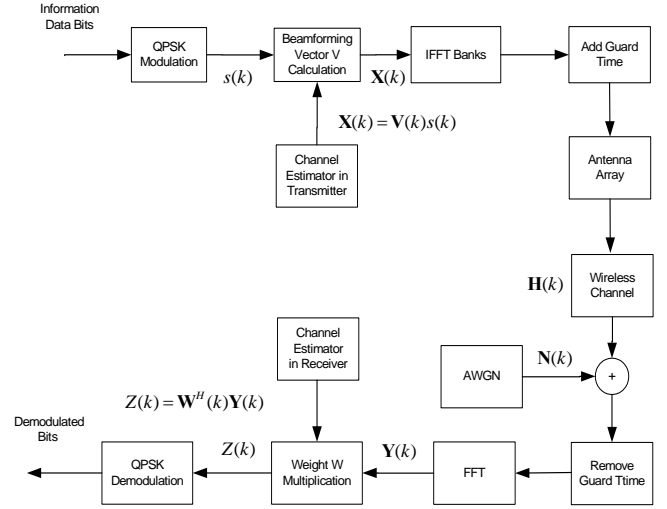 Information
Data Bits
QPSK
Modulation
s(k)
Beamforming
Vector V
Calculation
X(k)
IFFT Banks
Add Guard
Time
X(k) = V(k)s(k)
Channel
Estimator in
Transmitter
Antenna
Array
H(k)
Wireless
Channel
Channel
Estimator
in Receiver
AWGN
N(k)
+
Z(k) = W^H(k)Y(k)
Demodulated
Bits
QPSK
Demodulation
Z(k)
Weight W
Multiplication
Y(k)
FFT
Remove
Guard Ttime